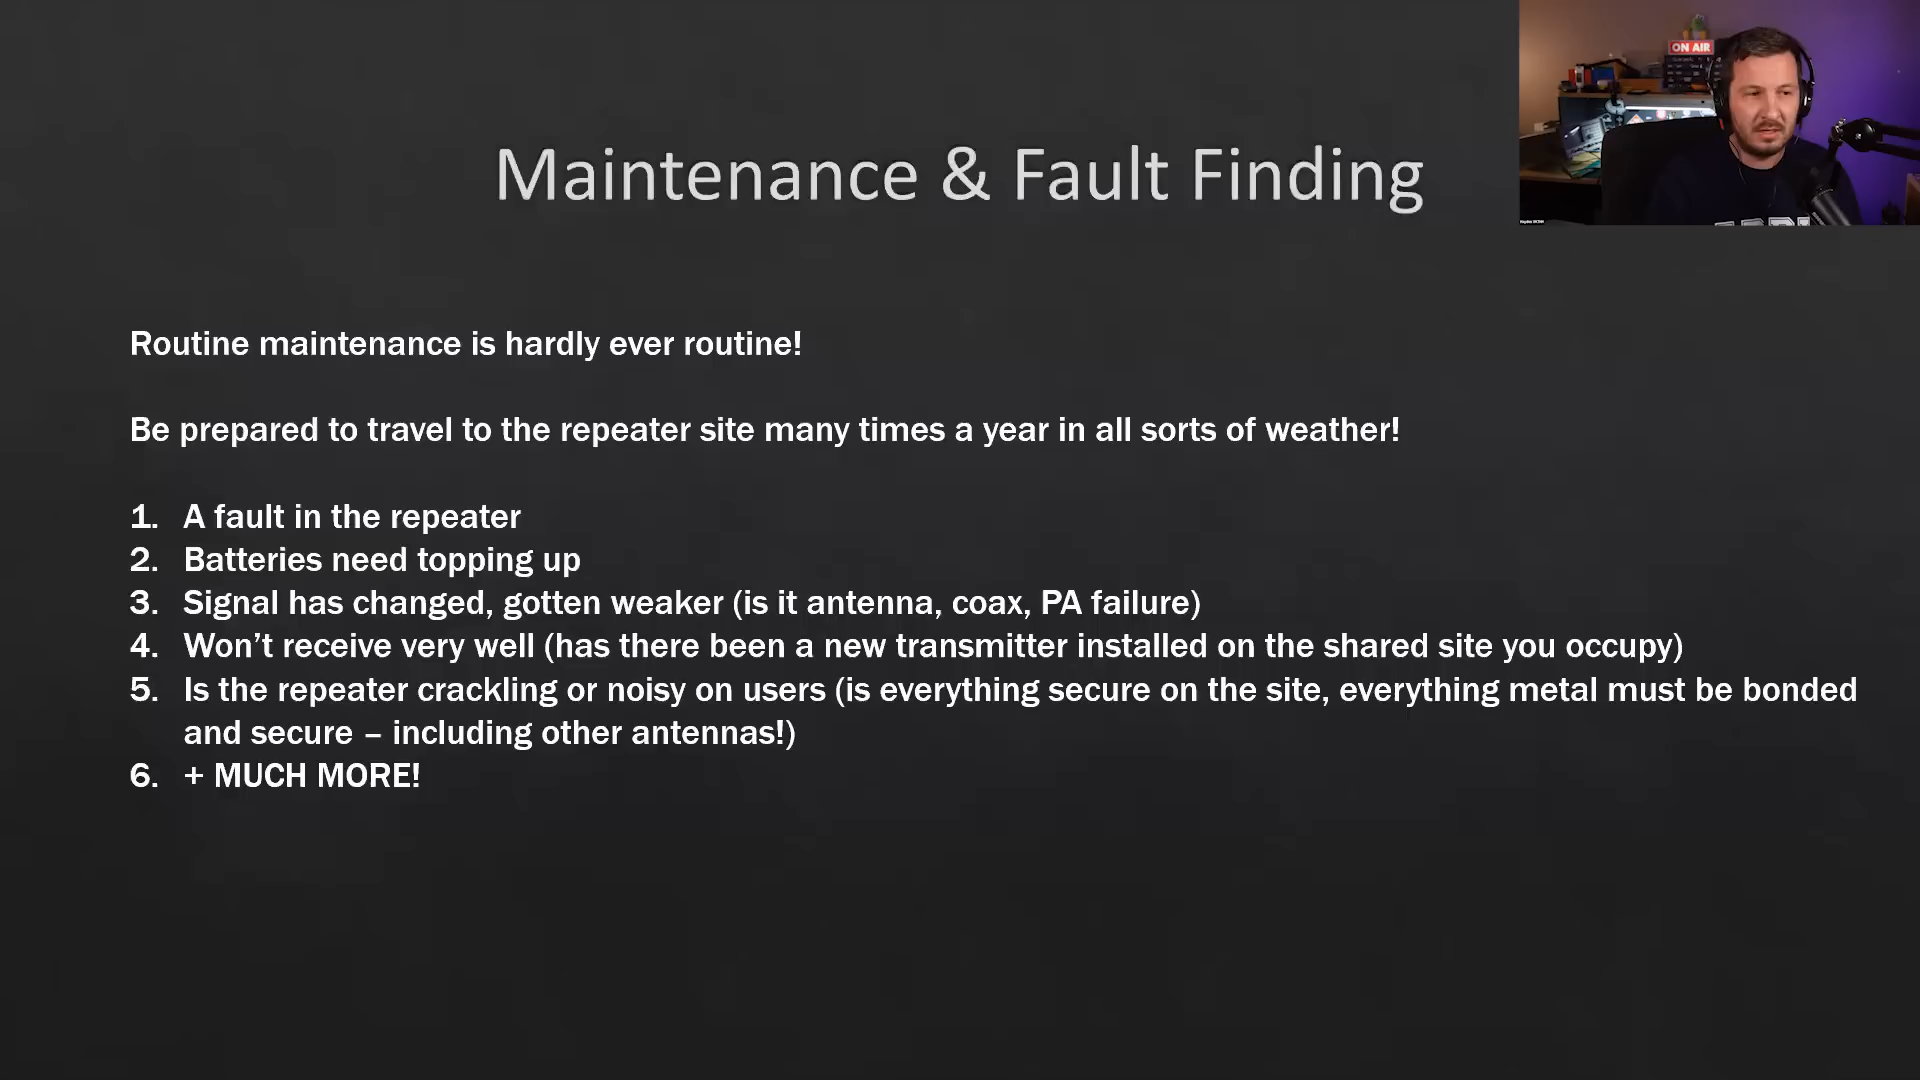 ON AIR
Maintenance & Fault Finding
Routine maintenance is hardly ever routine!
Be prepared to travel to the repeater site many times a year in all sorts of weather!
1. A fault in the repeater
2. Batteries need topping up
3. Signal has changed, gotten weaker (is it antenna, coax, PA failure)
4. Won’t receive very well (has there been a new transmitter installed on the shared site you occupy)
5. Is the repeater crackling or noisy on users (is everything secure on the site, everything metal must be bonded
and secure – including other antennas!)
6. + MUCH MORE!